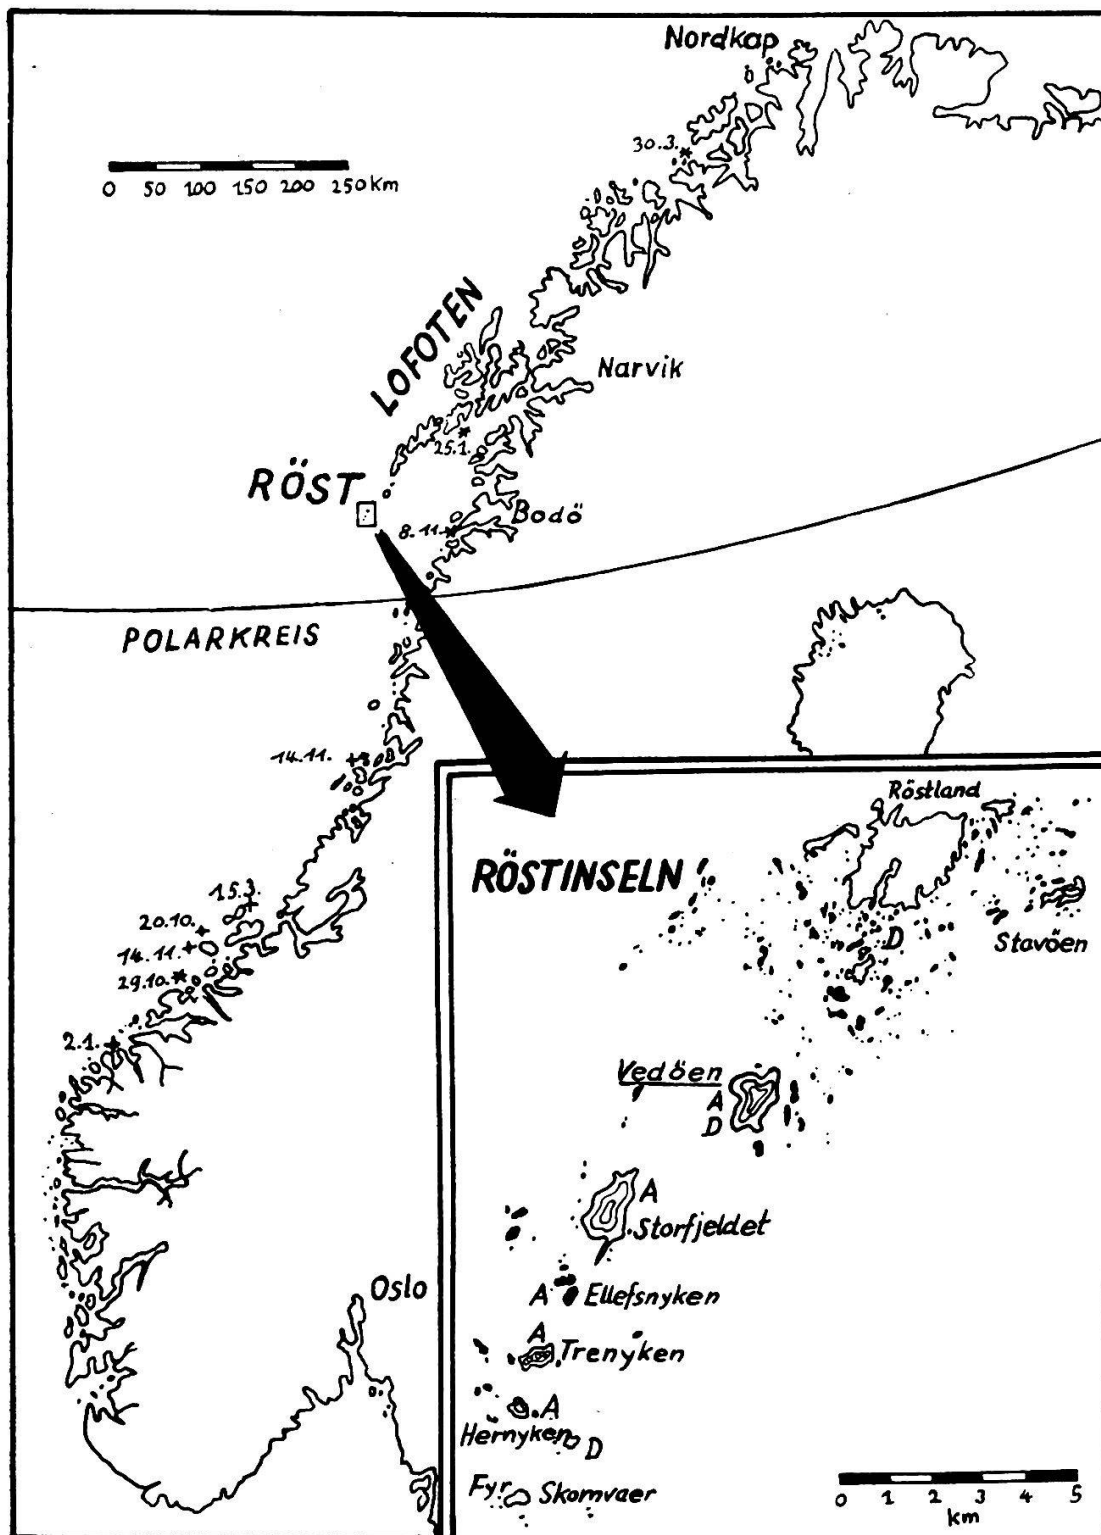 Nordkap
30.3.
0 50 100 150 200 250 km
LOFOTEN
Narvik
25.1.
RÖST
Bodö
8.11.
POLARKREIS
14.11.
15.3.
20.10.
14.11.
29.10.
2.1.
Oslo
RÖSTINSELN
Röstland
D
Stavöen
Vedöen
A
D
A
Storfjeldet
A Ellefsnyken
A
Trenyken
A
Hernyken D
Fyr Skomvaer
0 1 2 3 4 5
km